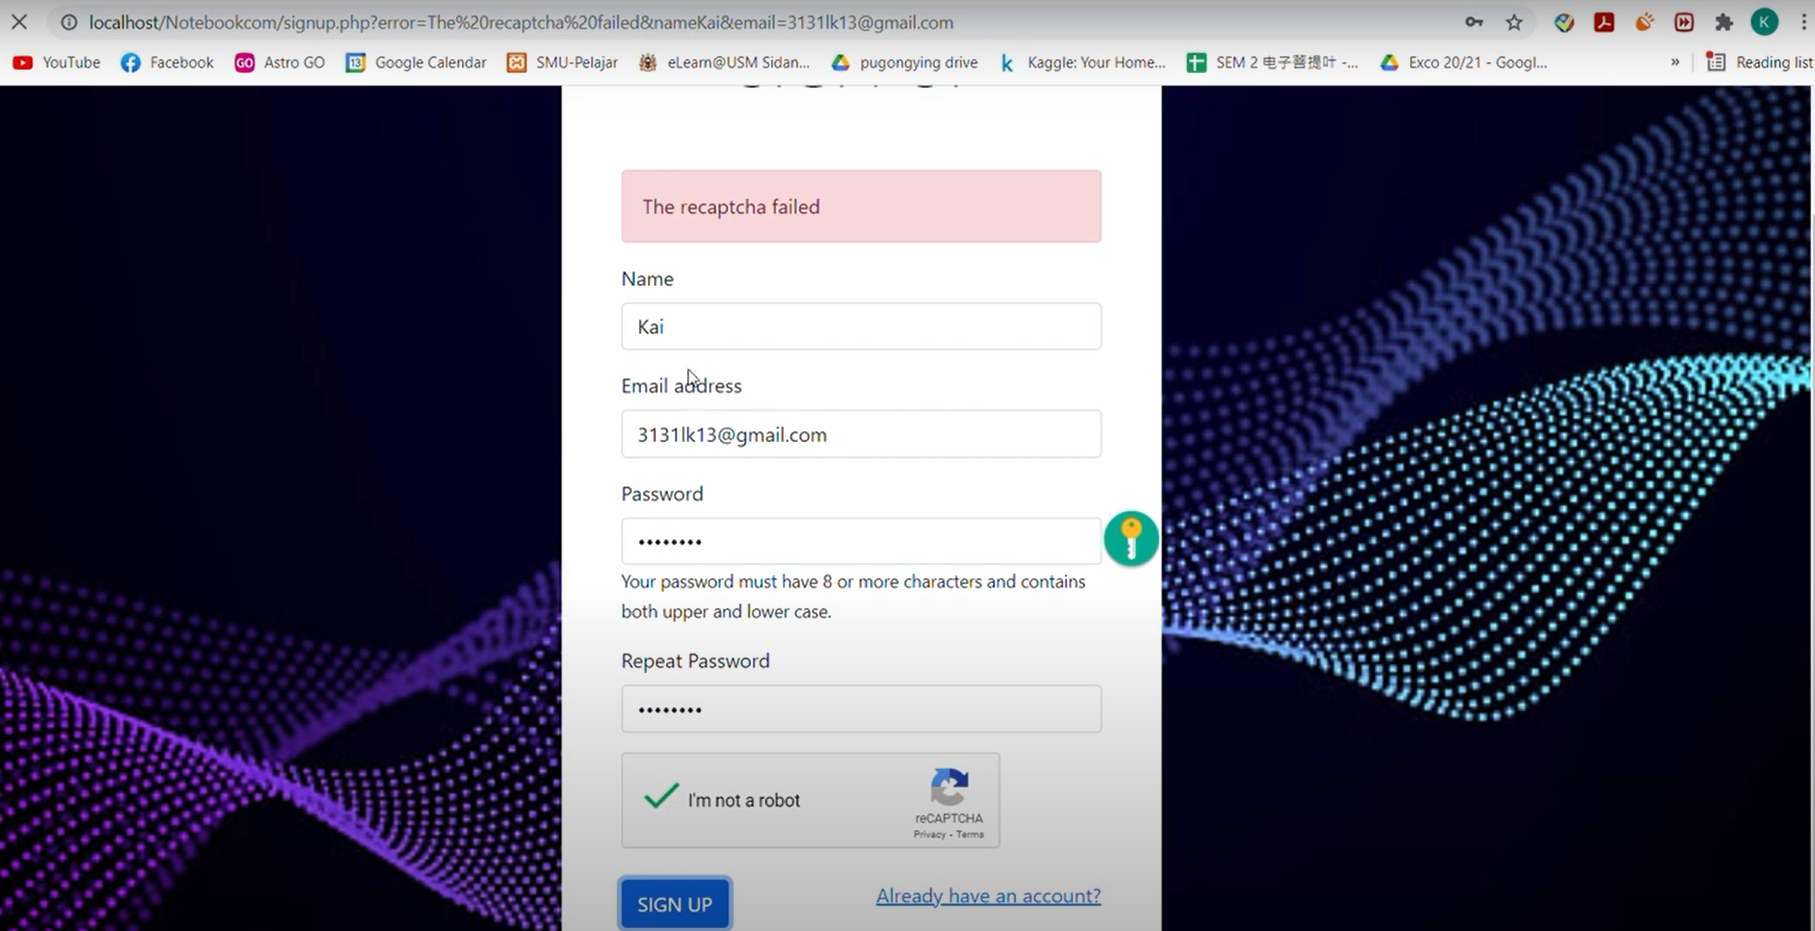 localhost/Notebookcom/signup.php?error=The%20recaptcha%20failed&nameKai&email=3131lk13@gmail.com
K
YouTube Facebook GO Astro GO 13 Google Calendar SMU-Pelajar eLearn@USM Sidan... pugongying drive k Kaggle: Your Home... SEM 2 电子菩提叶 -... Exco 20/21 - Googl... » Reading list
The recaptcha failed
Name
Kai
Email address
3131lk13@gmail.com
Password
••••••••
Your password must have 8 or more characters and contains
both upper and lower case.
Repeat Password
••••••••
I'm not a robot
reCAPTCHA
Privacy - Terms
SIGN UP
Already have an account?